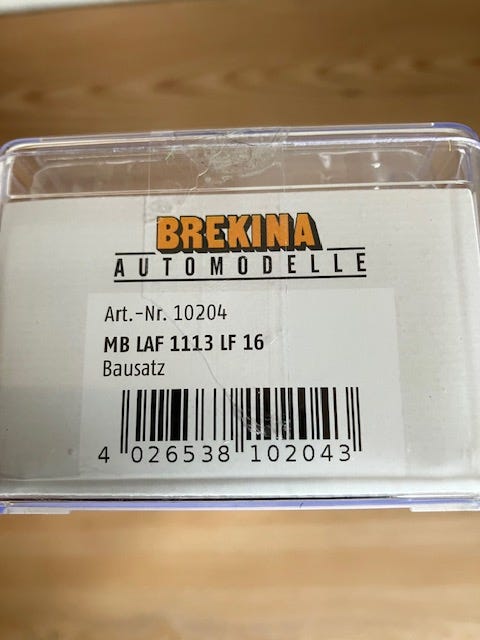 BREKINA
AUTOMODELLE
Art.-Nr. 10204
MB LAF 1113 LF 16
Bausatz
4 026538 102043